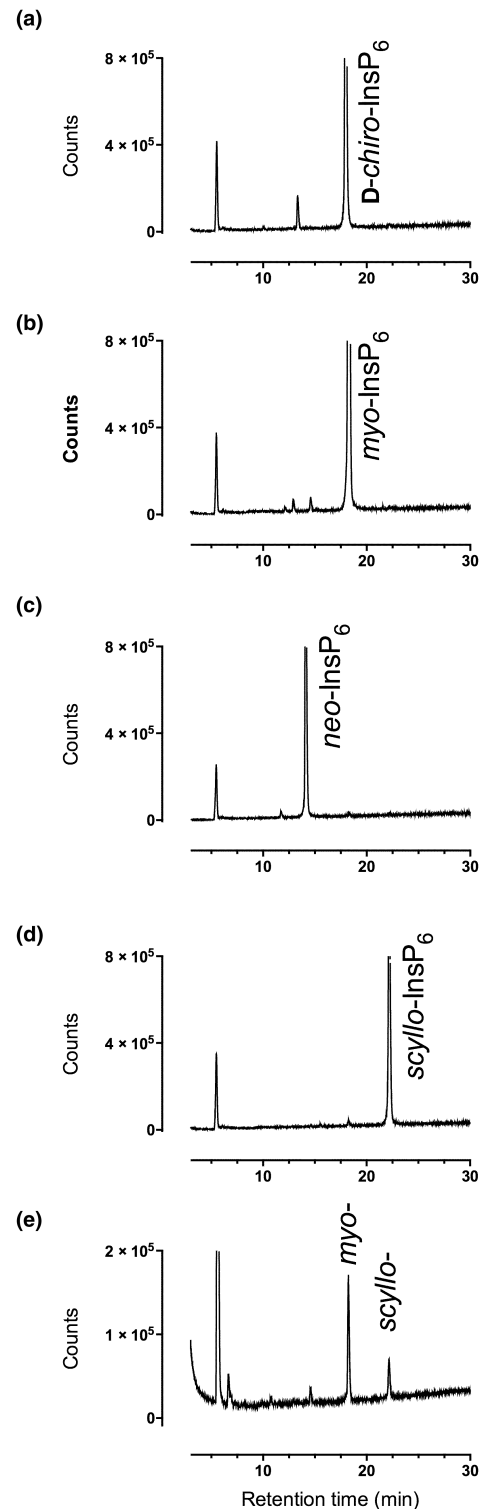 (a)
8 × 10⁵
4 × 10⁵
0
Counts
D-chiro-InsP₆
10 20 30
(b)
8 × 10⁵
4 × 10⁵
0
Counts
myo-InsP₆
10 20 30
(c)
8 × 10⁵
4 × 10⁵
0
Counts
neo-InsP₆
10 20 30
(d)
8 × 10⁵
4 × 10⁵
0
Counts
scyllo-InsP₆
10 20 30
(e)
2 × 10⁵
1 × 10⁵
0
Counts
myo-
scyllo-
10 20 30
Retention time (min)